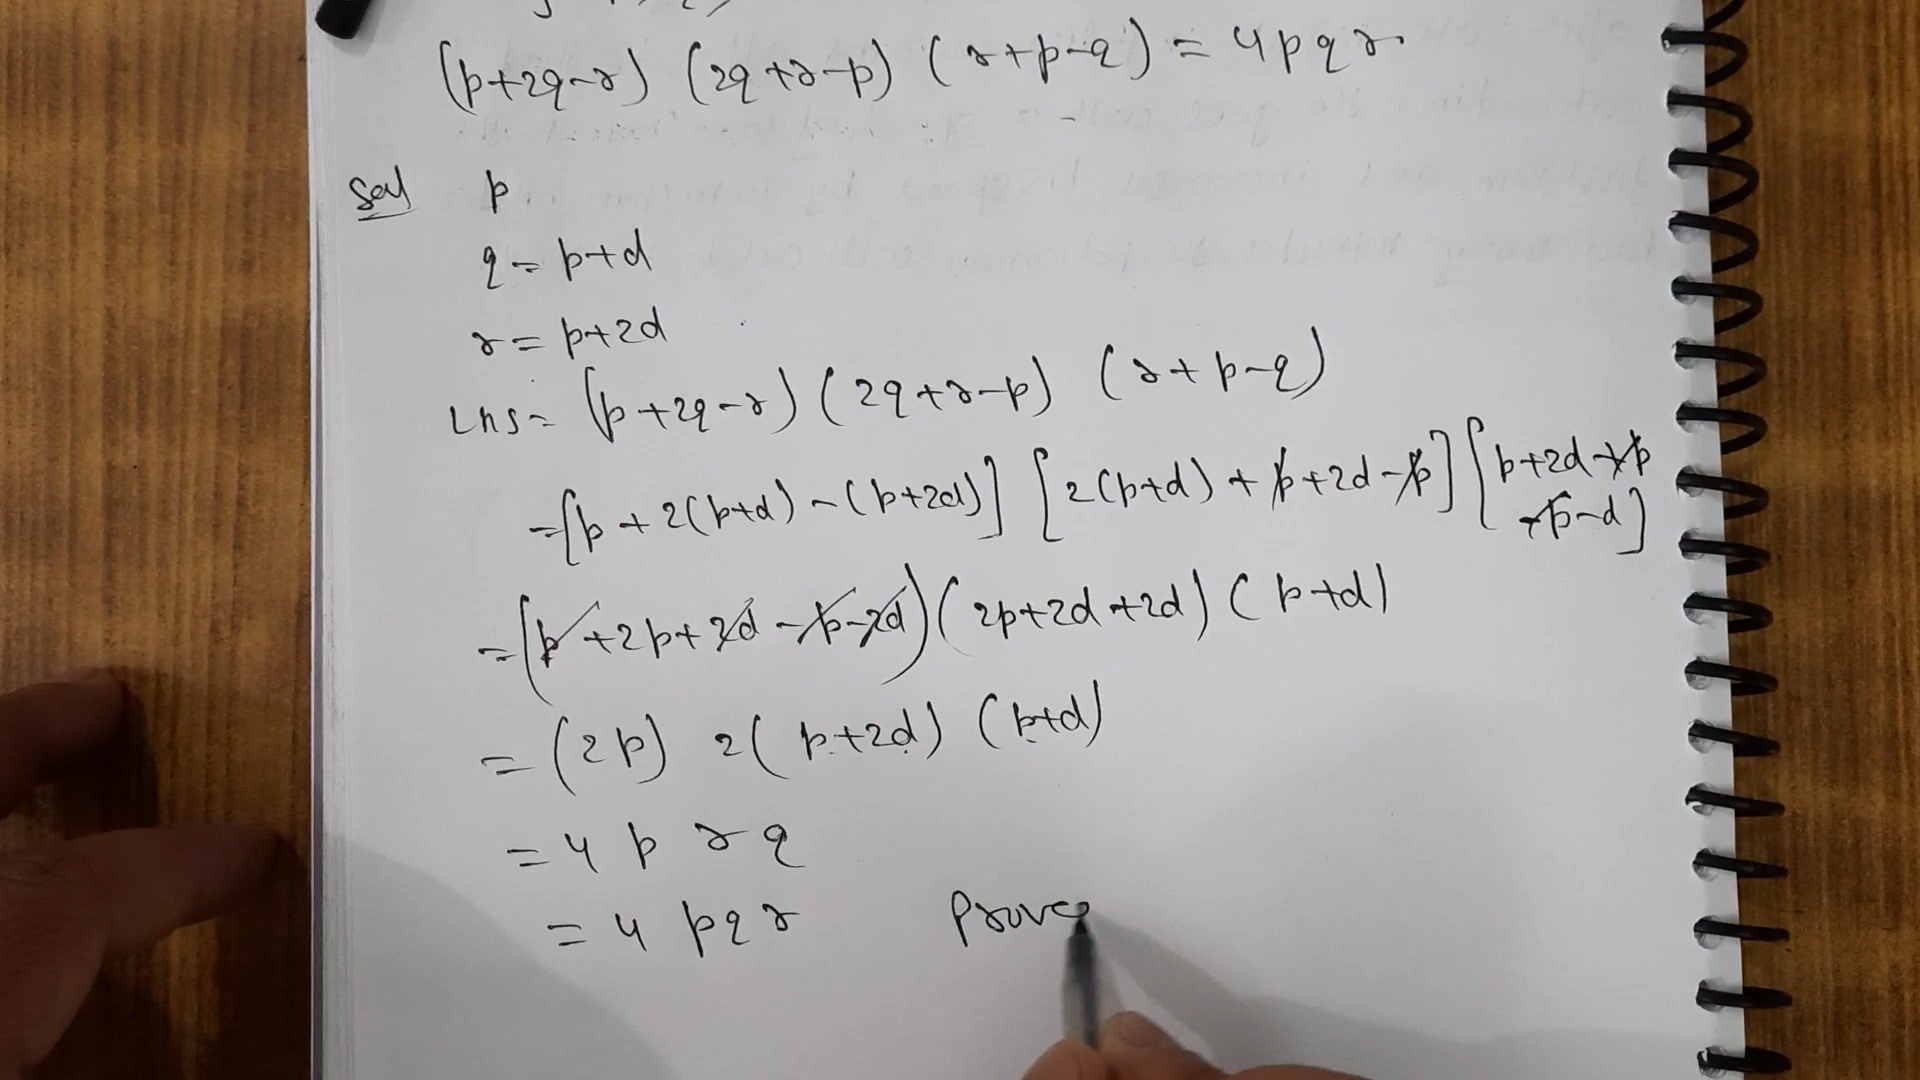 (p+2q-r) (2q+r-p) (r+p-q) = 4pqr.
Sol p
q = p+d
r = p+2d
LHS = (p+2q-r) (2q+r-p) (r+p-q)
= [p + 2(p+d) - (p+2d)] [2(p+d) + p+2d-p] [p+2d+p
-p-d]
= (p+2p+2d-p-2d) (2p+2d+2d) (p+d)
= (2p) 2(p+2d) (p+d)
= 4 p r q
= 4 pqr Prove